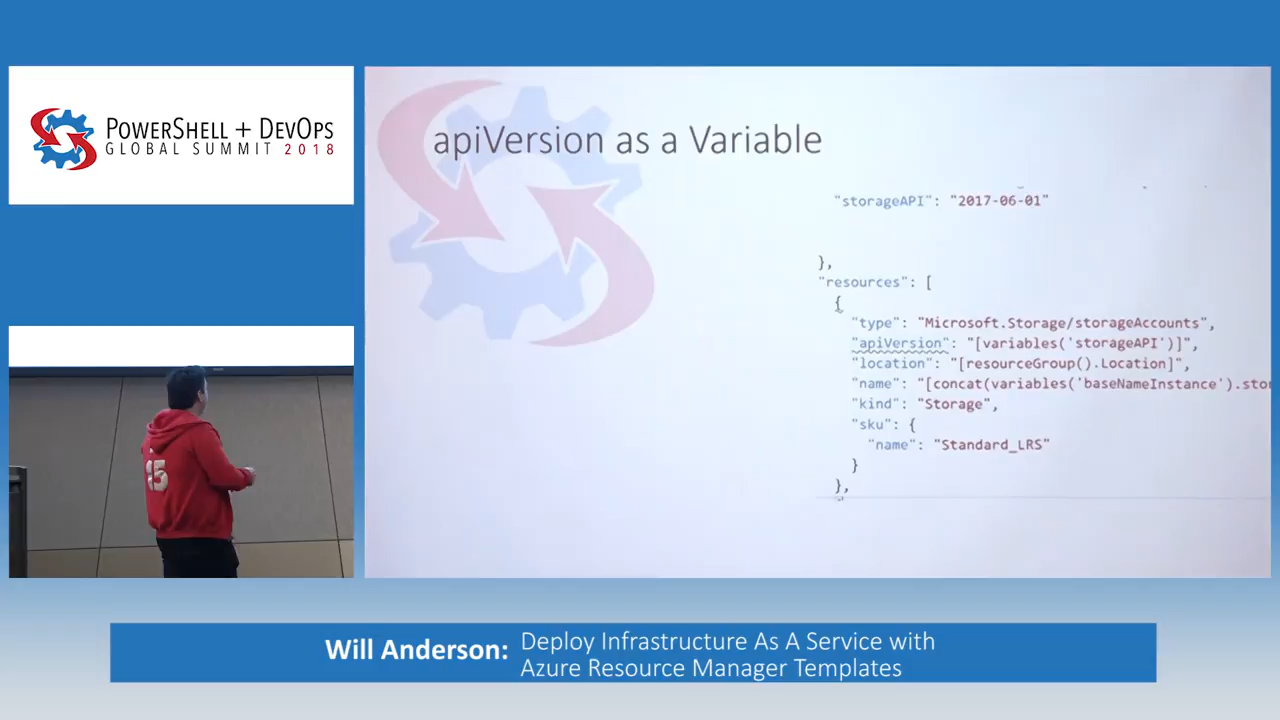 POWERSHELL + DEVOPS
GLOBAL SUMMIT 2018
15
apiVersion as a Variable
"storageAPI": "2017-06-01"
},
"resources": [
{
"type": "Microsoft.Storage/storageAccounts",
"apiVersion": "[variables('storageAPI')]",
"location": "[resourceGroup().Location]",
"name": "[concat(variables('baseNameInstance').stor
"kind": "Storage",
"sku": {
"name": "Standard_LRS"
}
},
Will Anderson: Deploy Infrastructure As A Service with
Azure Resource Manager Templates